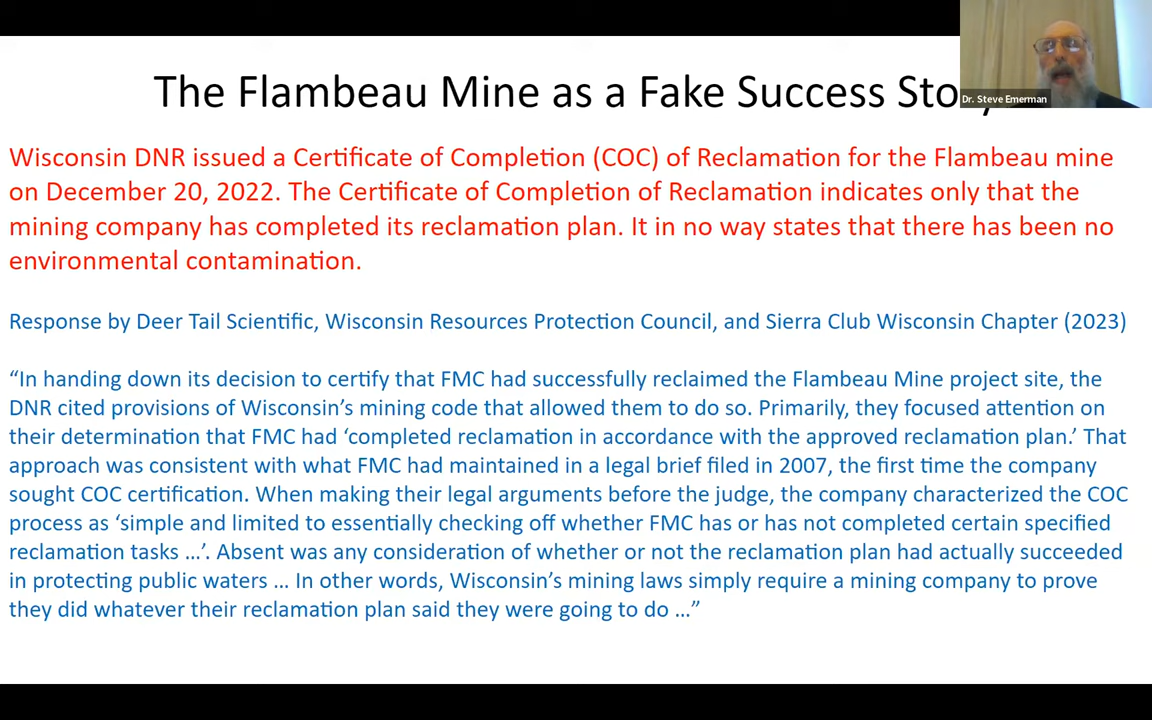 The Flambeau Mine as a Fake Success Sto
Dr. Steve Emerman
Wisconsin DNR issued a Certificate of Completion (COC) of Reclamation for the Flambeau mine
on December 20, 2022. The Certificate of Completion of Reclamation indicates only that the
mining company has completed its reclamation plan. It in no way states that there has been no
environmental contamination.
Response by Deer Tail Scientific, Wisconsin Resources Protection Council, and Sierra Club Wisconsin Chapter (2023)
“In handing down its decision to certify that FMC had successfully reclaimed the Flambeau Mine project site, the
DNR cited provisions of Wisconsin’s mining code that allowed them to do so. Primarily, they focused attention on
their determination that FMC had ‘completed reclamation in accordance with the approved reclamation plan.’ That
approach was consistent with what FMC had maintained in a legal brief filed in 2007, the first time the company
sought COC certification. When making their legal arguments before the judge, the company characterized the COC
process as ‘simple and limited to essentially checking off whether FMC has or has not completed certain specified
reclamation tasks …’. Absent was any consideration of whether or not the reclamation plan had actually succeeded
in protecting public waters … In other words, Wisconsin’s mining laws simply require a mining company to prove
they did whatever their reclamation plan said they were going to do …”